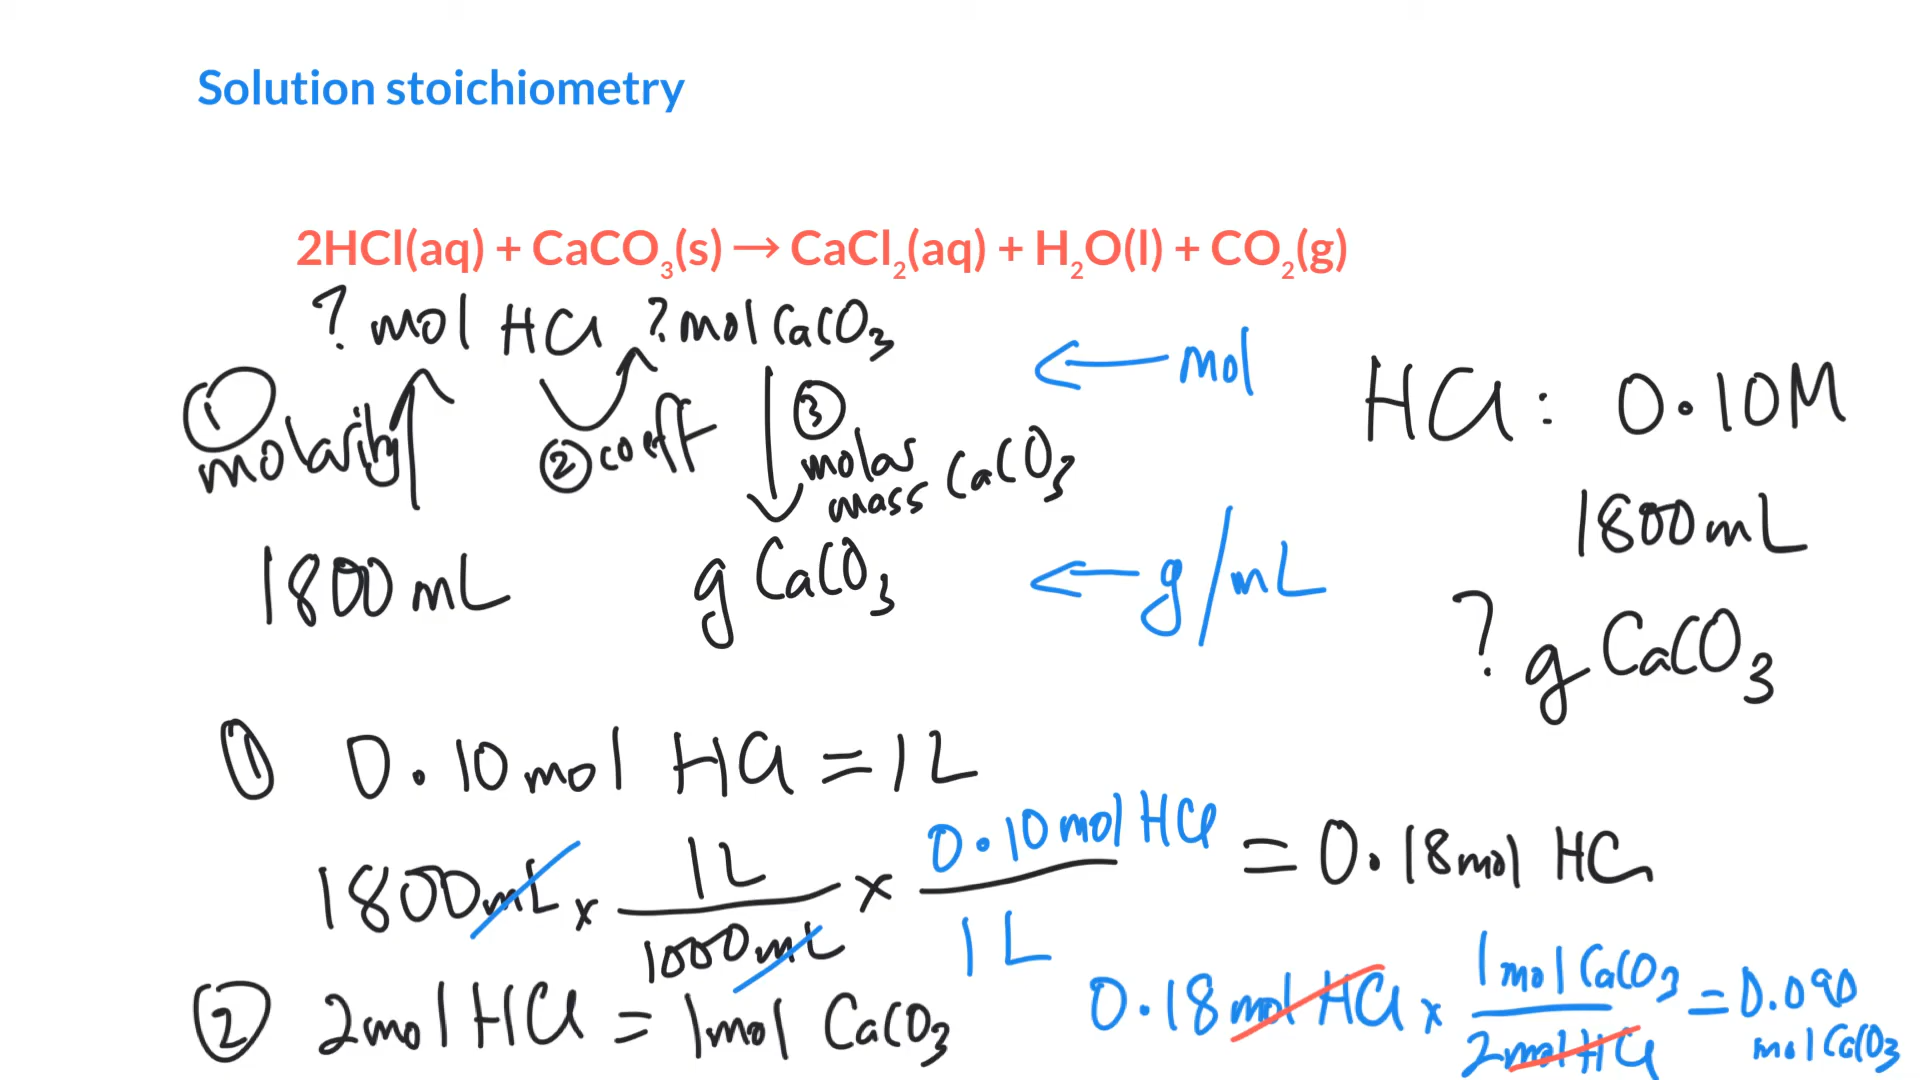 Solution stoichiometry
2HCl(aq) + CaCO₃(s) → CaCl₂(aq) + H₂O(l) + CO₂(g)
? mol HCl ? mol CaCO₃ ← mol
① molarity ② coeff ③ molar mass CaCO₃
1800 mL g CaCO₃ ← g/mL
HCl: 0.10M
1800 mL
? g CaCO₃
① 0.10 mol HCl = 1 L
1800 mL x 1 L / 1000 mL x 0.10 mol HCl / 1 L = 0.18 mol HC
② 2 mol HCl = 1 mol CaCO₃
0.18 mol HCl x 1 mol CaCO₃ / 2 mol HCl = 0.090 mol CaCO₃